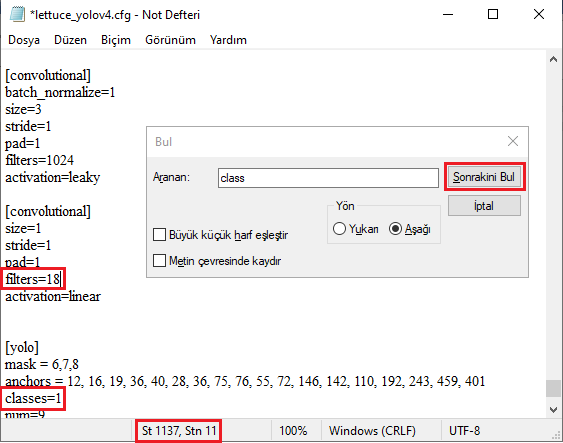 *lettuce_yolov4.cfg - Not Defteri
Dosya Düzen Biçim Görünüm Yardım
[convolutional]
batch_normalize=1
size=3
stride=1
pad=1
filters=1024
activation=leaky
[convolutional]
size=1
stride=1
pad=1
filters=18
activation=linear
[yolo]
mask = 6,7,8
anchors = 12, 16, 19, 36, 40, 28, 36, 75, 76, 55, 72, 146, 142, 110, 192, 243, 459, 401
classes=1
num=9
Bul
Aranan: class Sonrakini Bul
İptal
Yön
Yukarı Aşağı
Büyük küçük harf eşleştir
Metin çevresinde kaydır
St 1137, Stn 11 100% Windows (CRLF) UTF-8